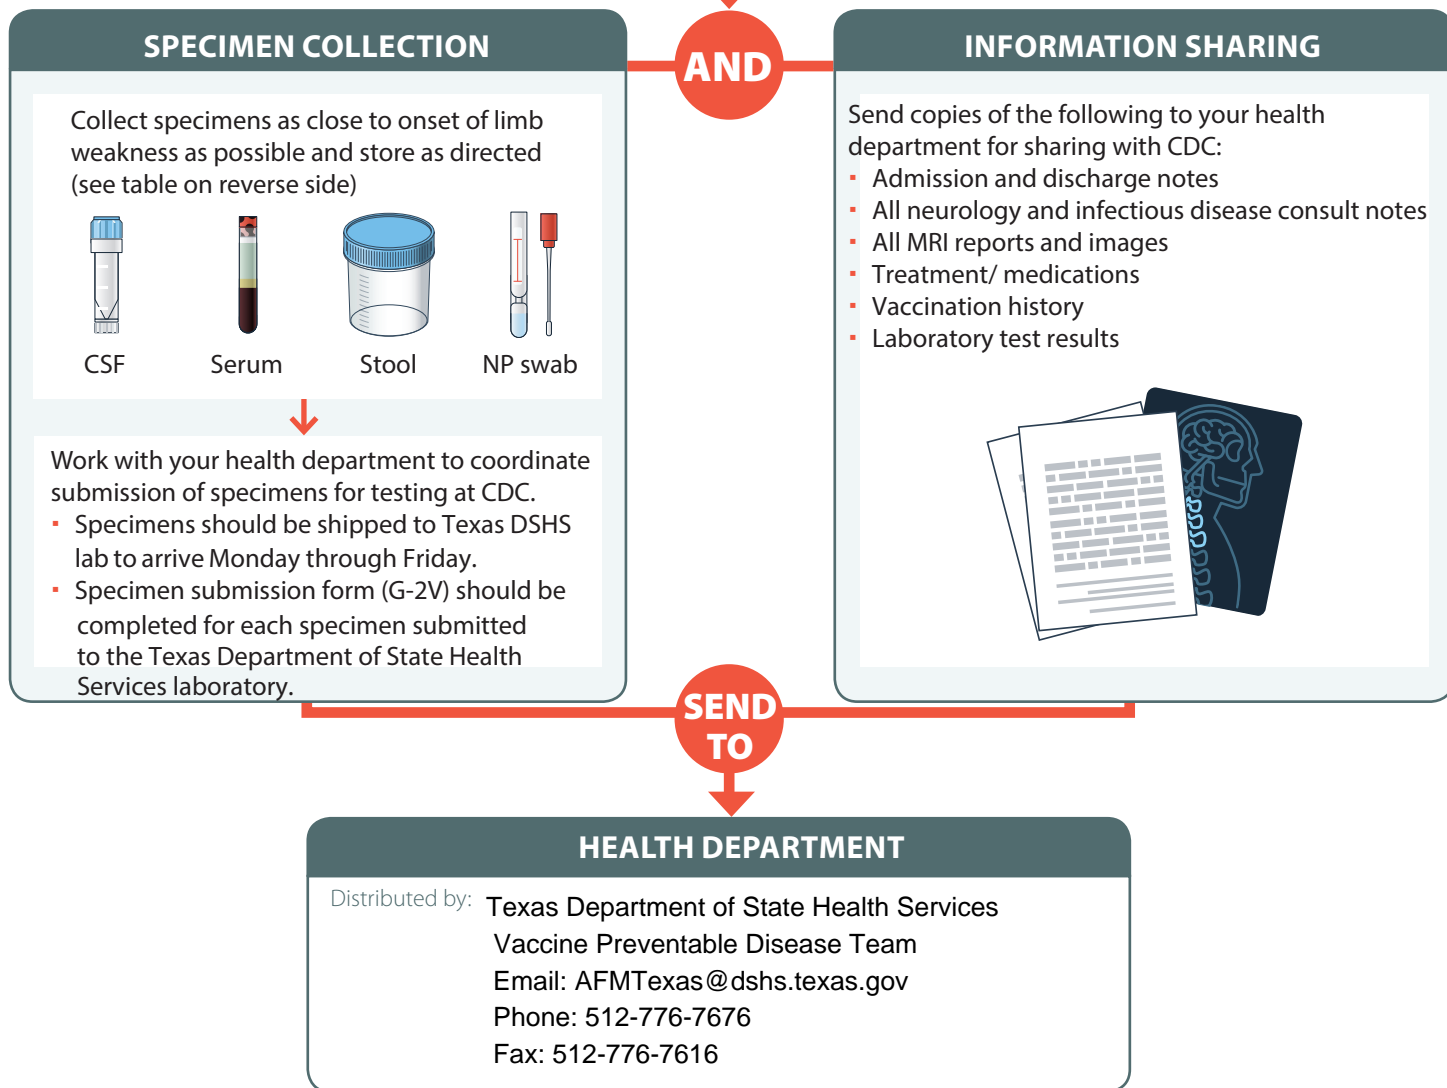 SPECIMEN COLLECTION
Collect specimens as close to onset of limb
weakness as possible and store as directed
(see table on reverse side)
CSF
Serum
Stool
NP swab
Work with your health department to coordinate
submission of specimens for testing at CDC.
▪ Specimens should be shipped to Texas DSHS
lab to arrive Monday through Friday.
▪ Specimen submission form (G-2V) should be
completed for each specimen submitted
to the Texas Department of State Health
Services laboratory.
AND
INFORMATION SHARING
Send copies of the following to your health
department for sharing with CDC:
▪ Admission and discharge notes
▪ All neurology and infectious disease consult notes
▪ All MRI reports and images
▪ Treatment/ medications
▪ Vaccination history
▪ Laboratory test results
SEND
TO
HEALTH DEPARTMENT
Distributed by: Texas Department of State Health Services
Vaccine Preventable Disease Team
Email: AFMTexas@dshs.texas.gov
Phone: 512-776-7676
Fax: 512-776-7616